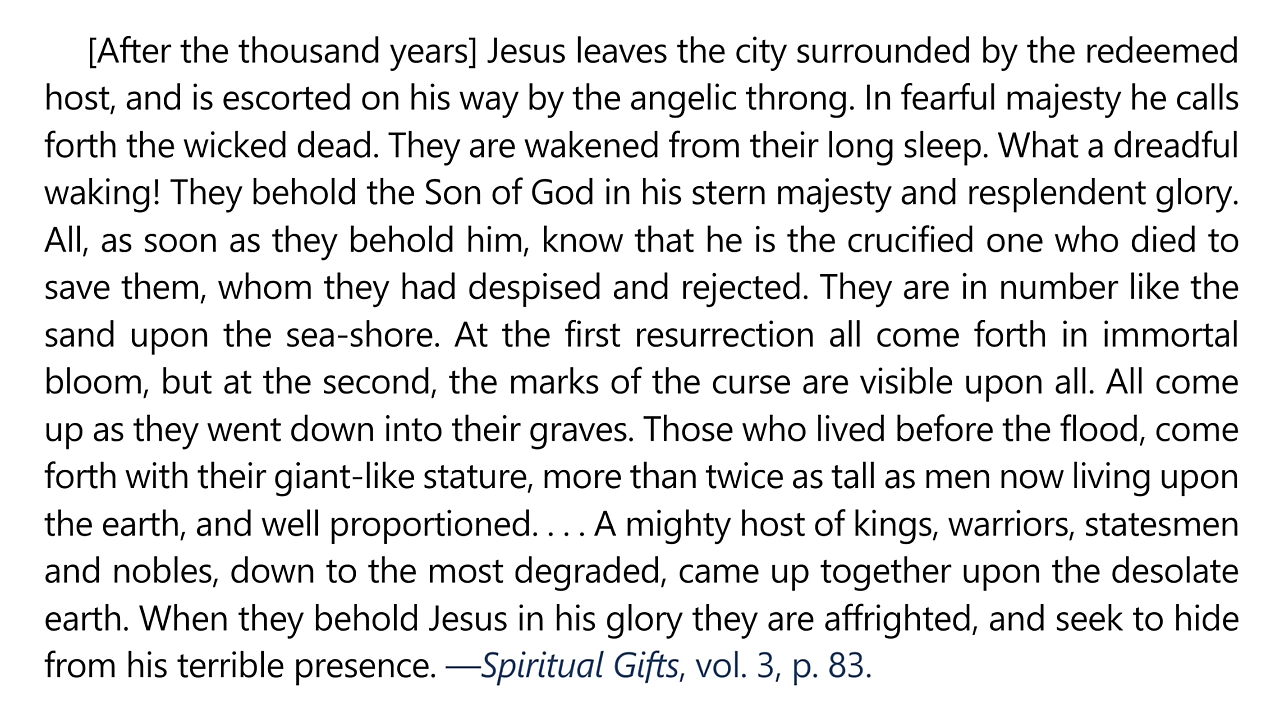 [After the thousand years] Jesus leaves the city surrounded by the redeemed
host, and is escorted on his way by the angelic throng. In fearful majesty he calls
forth the wicked dead. They are wakened from their long sleep. What a dreadful
waking! They behold the Son of God in his stern majesty and resplendent glory.
All, as soon as they behold him, know that he is the crucified one who died to
save them, whom they had despised and rejected. They are in number like the
sand upon the sea-shore. At the first resurrection all come forth in immortal
bloom, but at the second, the marks of the curse are visible upon all. All come
up as they went down into their graves. Those who lived before the flood, come
forth with their giant-like stature, more than twice as tall as men now living upon
the earth, and well proportioned. . . . A mighty host of kings, warriors, statesmen
and nobles, down to the most degraded, came up together upon the desolate
earth. When they behold Jesus in his glory they are affrighted, and seek to hide
from his terrible presence. —Spiritual Gifts, vol. 3, p. 83.